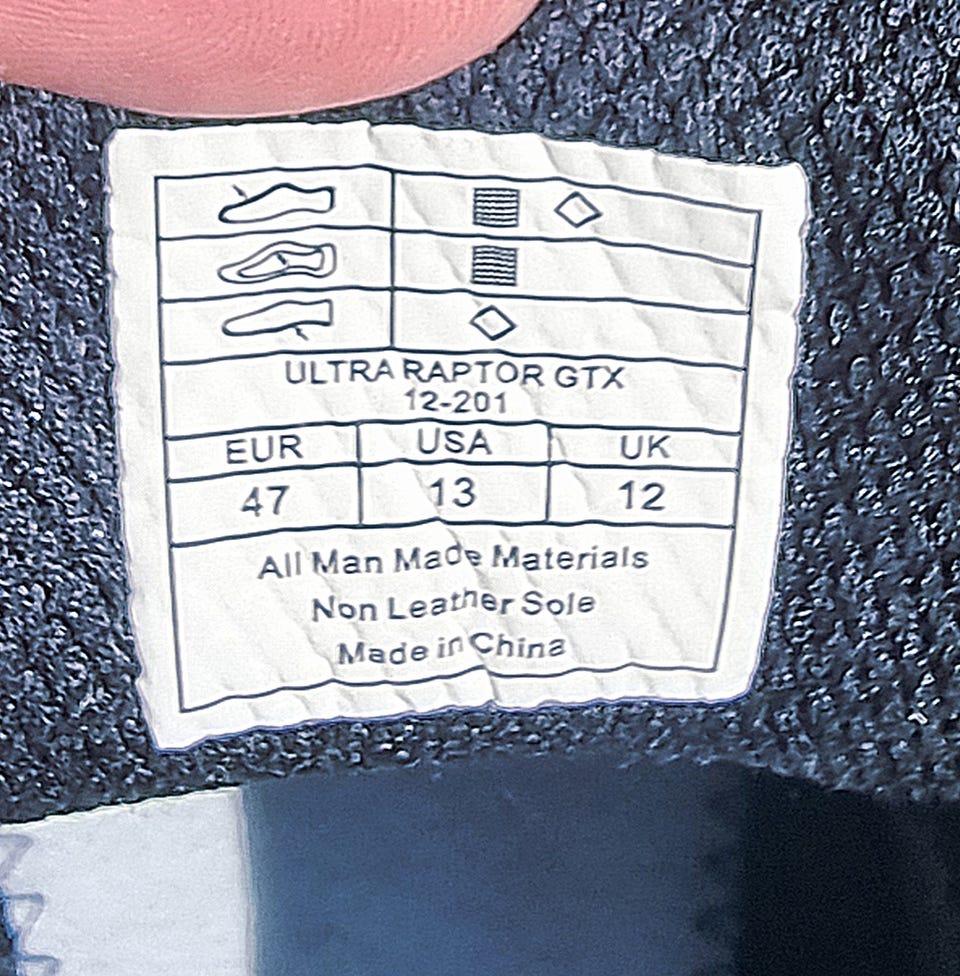 ULTRA RAPTOR GTX
12-201
EUR USA UK
47 13 12
All Man Made Materials
Non Leather Sole
Made in China